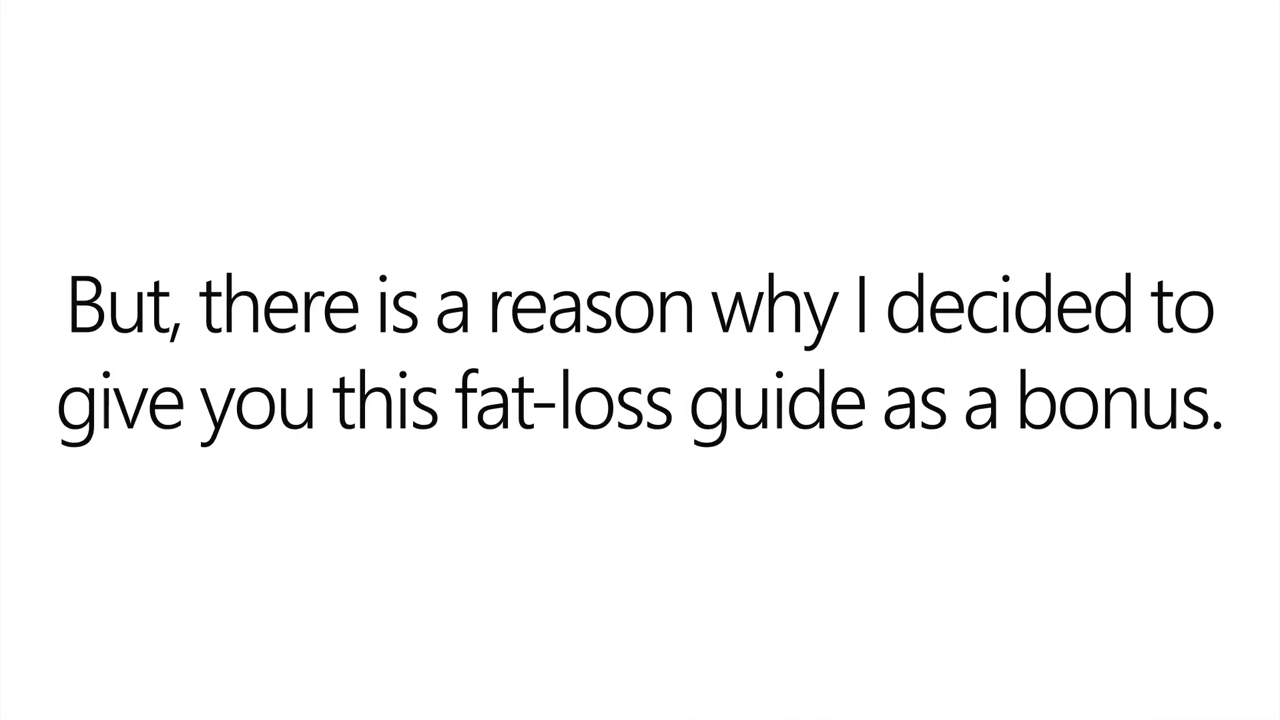 But, there is a reason why I decided to
give you this fat-loss guide as a bonus.